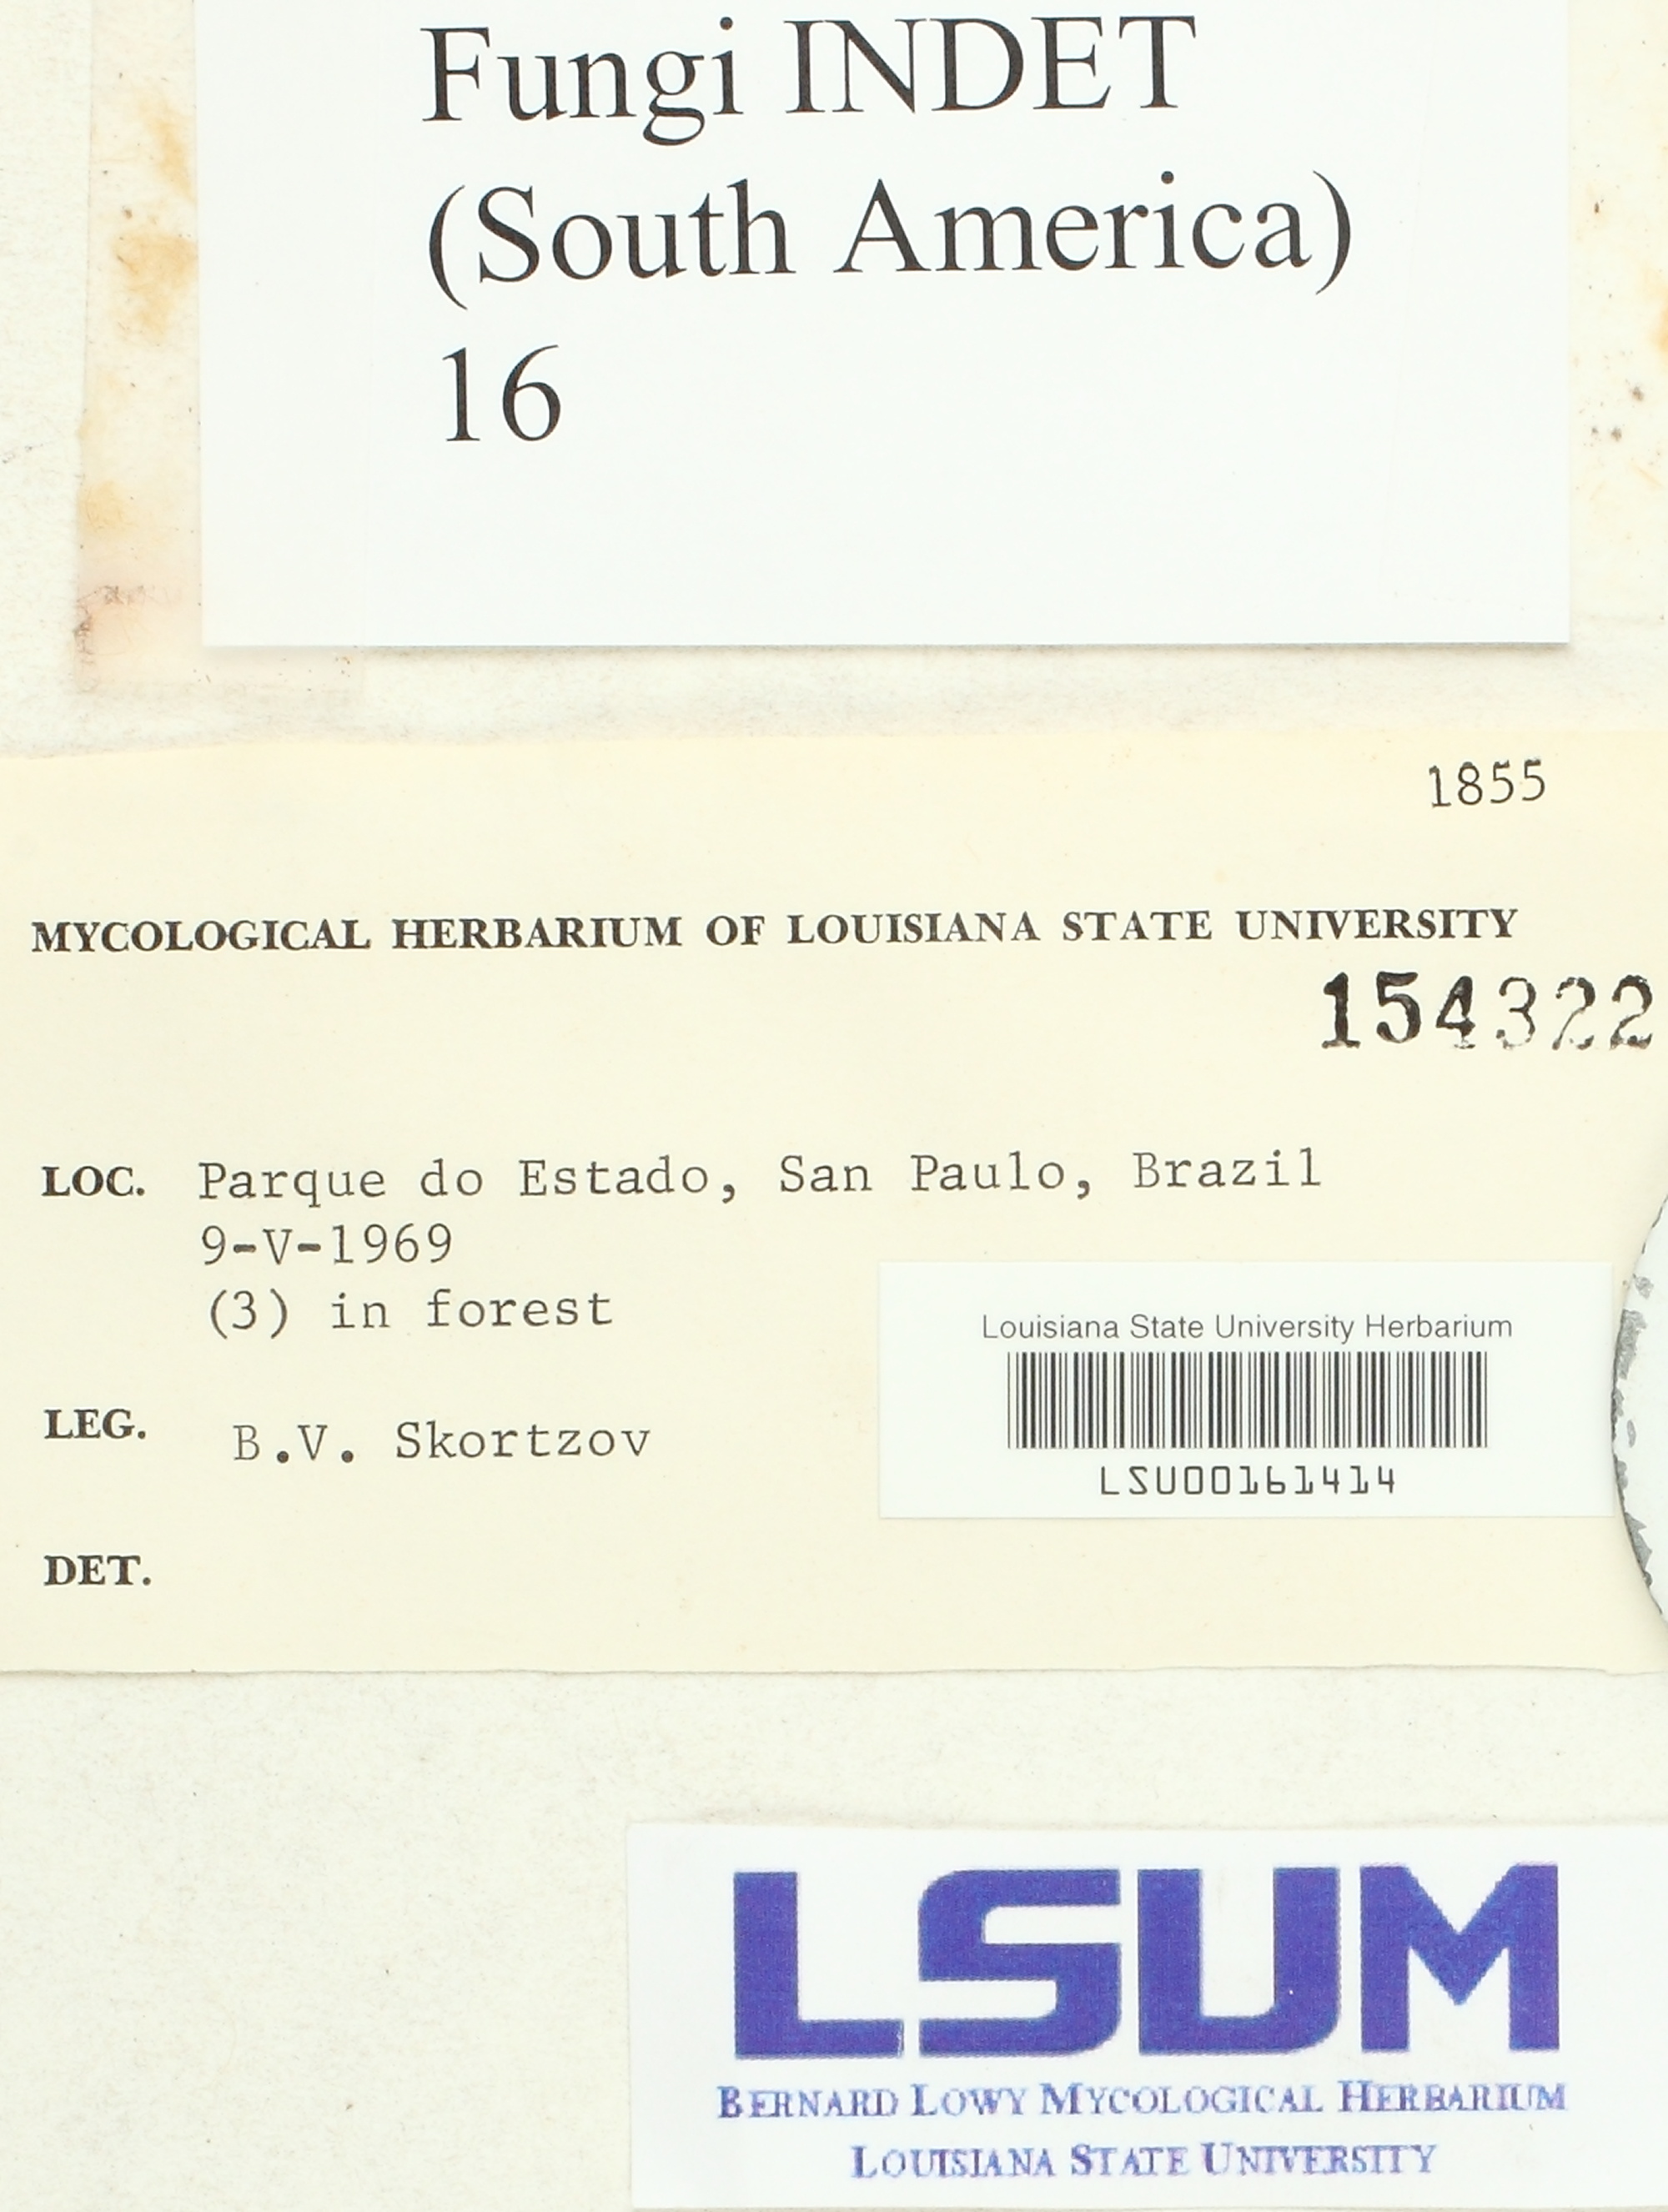 Fungi INDET
(South America)
16
1855
MYCOLOGICAL HERBARIUM OF LOUISIANA STATE UNIVERSITY
154322
LOC. Parque do Estado, San Paulo, Brazil
9-V-1969
(3) in forest
Louisiana State University Herbarium
LEG. B.V. Skortzov
LSU00161414
DET.
LSUM
BERNARD LOWY MYCOLOGICAL HERBARIUM
LOUISIANA STATE UNIVERSITY